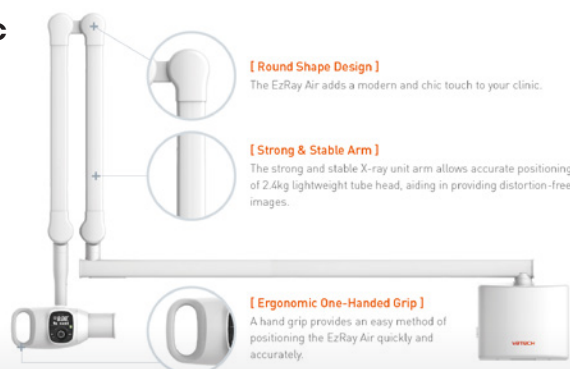 c
[ Round Shape Design ]
The EzRay Air adds a modern and chic touch to your clinic.
[ Strong & Stable Arm ]
The strong and stable X-ray unit arm allows accurate positioning
of 2.4kg lightweight tube head, aiding in providing distortion-free
images.
[ Ergonomic One-Handed Grip ]
A hand grip provides an easy method of
positioning the EzRay Air quickly and
accurately.
vatech